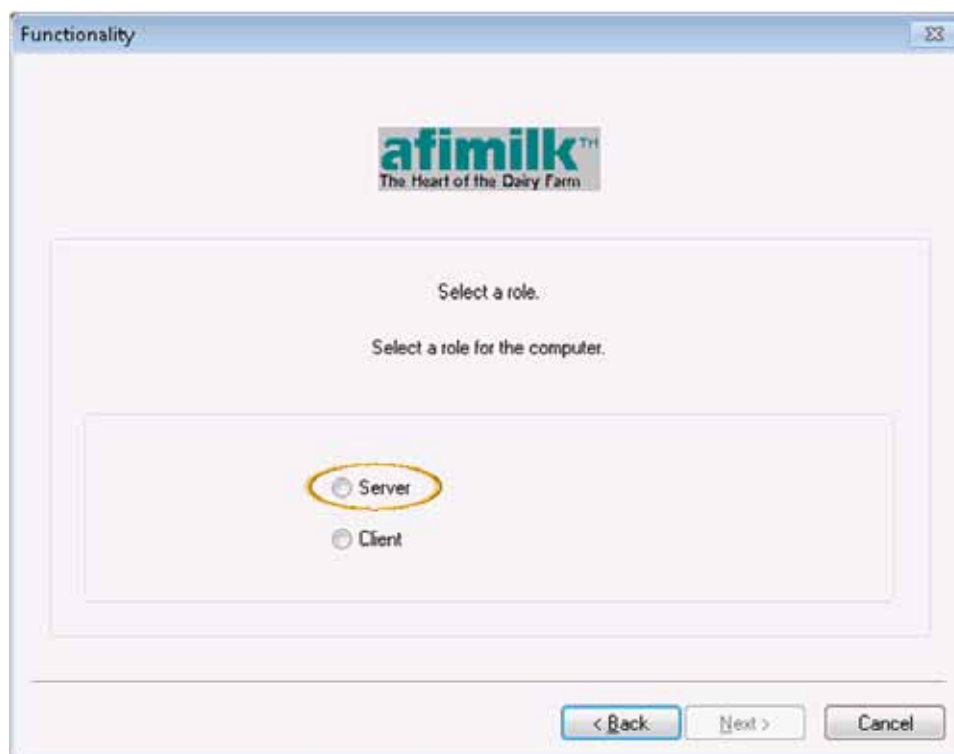 Functionality
afimilk™
The Heart of the Dairy Farm
Select a role.
Select a role for the computer.
Server
Client
< Back Next > Cancel